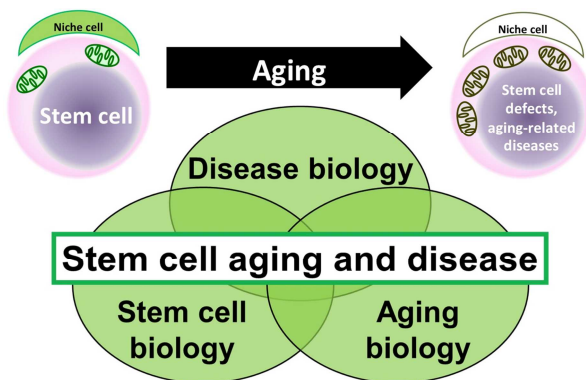 Niche cell
Stem cell
Aging
Niche cell
Stem cell
defects,
aging-related
diseases
Disease biology
Stem cell aging and disease
Stem cell
biology
Aging
biology